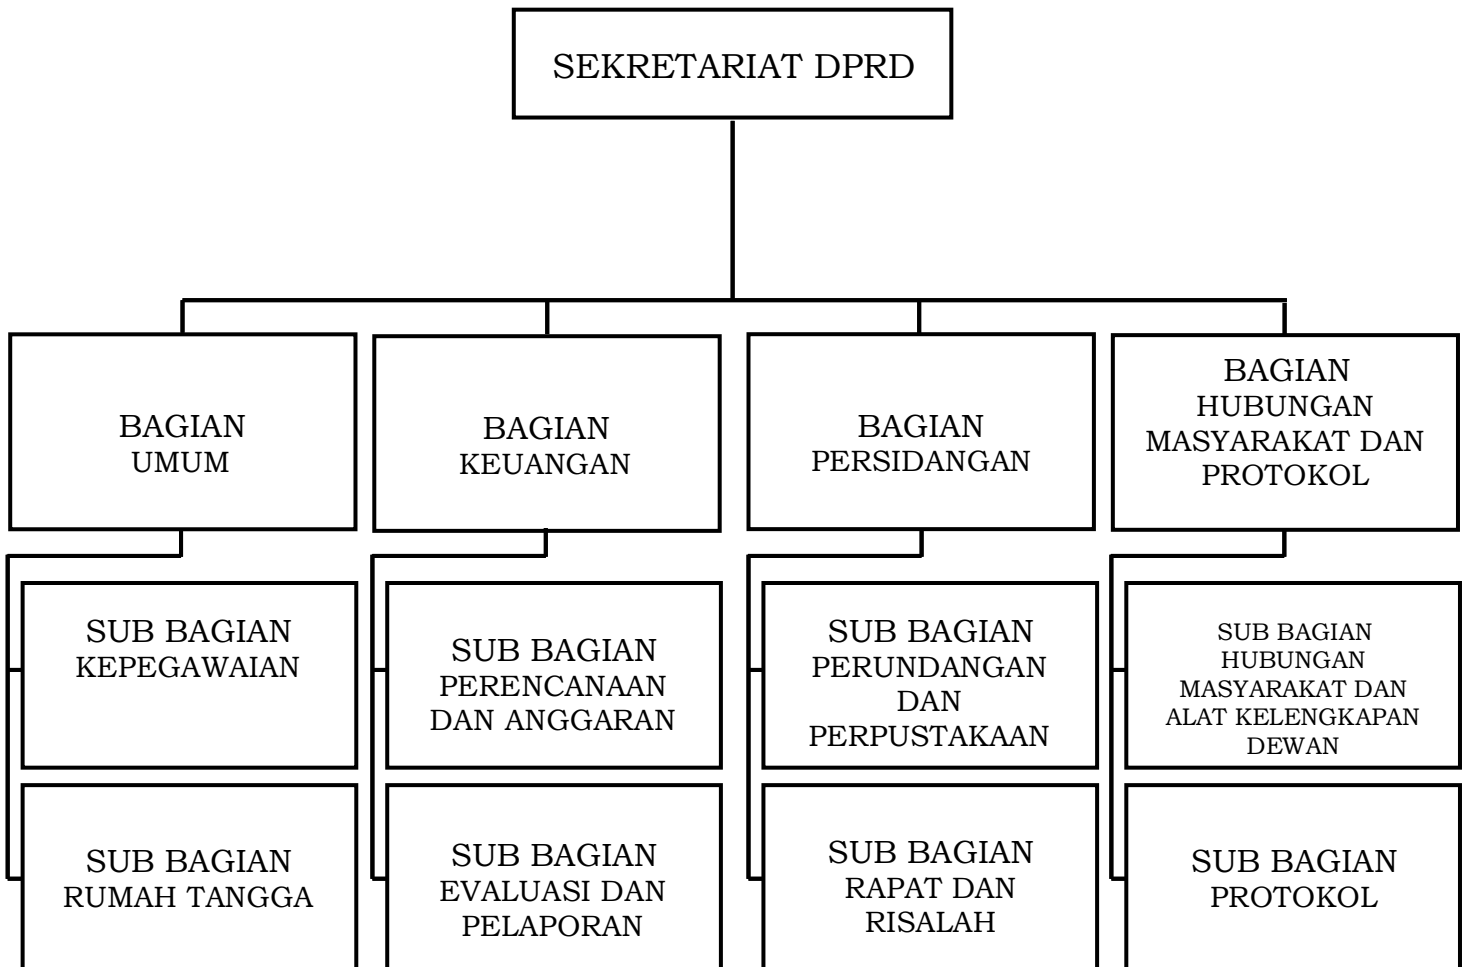 SEKRETARIAT DPRD
BAGIAN
UMUM
BAGIAN
KEUANGAN
BAGIAN
PERSIDANGAN
BAGIAN
HUBUNGAN
MASYARAKAT DAN
PROTOKOL
SUB BAGIAN
KEPEGAWAIAN
SUB BAGIAN
PERENCANAAN
DAN ANGGARAN
SUB BAGIAN
PERUNDANGAN
DAN
PERPUSTAKAAN
SUB BAGIAN
HUBUNGAN
MASYARAKAT DAN
ALAT KELENGKAPAN
DEWAN
SUB BAGIAN
RUMAH TANGGA
SUB BAGIAN
EVALUASI DAN
PELAPORAN
SUB BAGIAN
RAPAT DAN
RISALAH
SUB BAGIAN
PROTOKOL